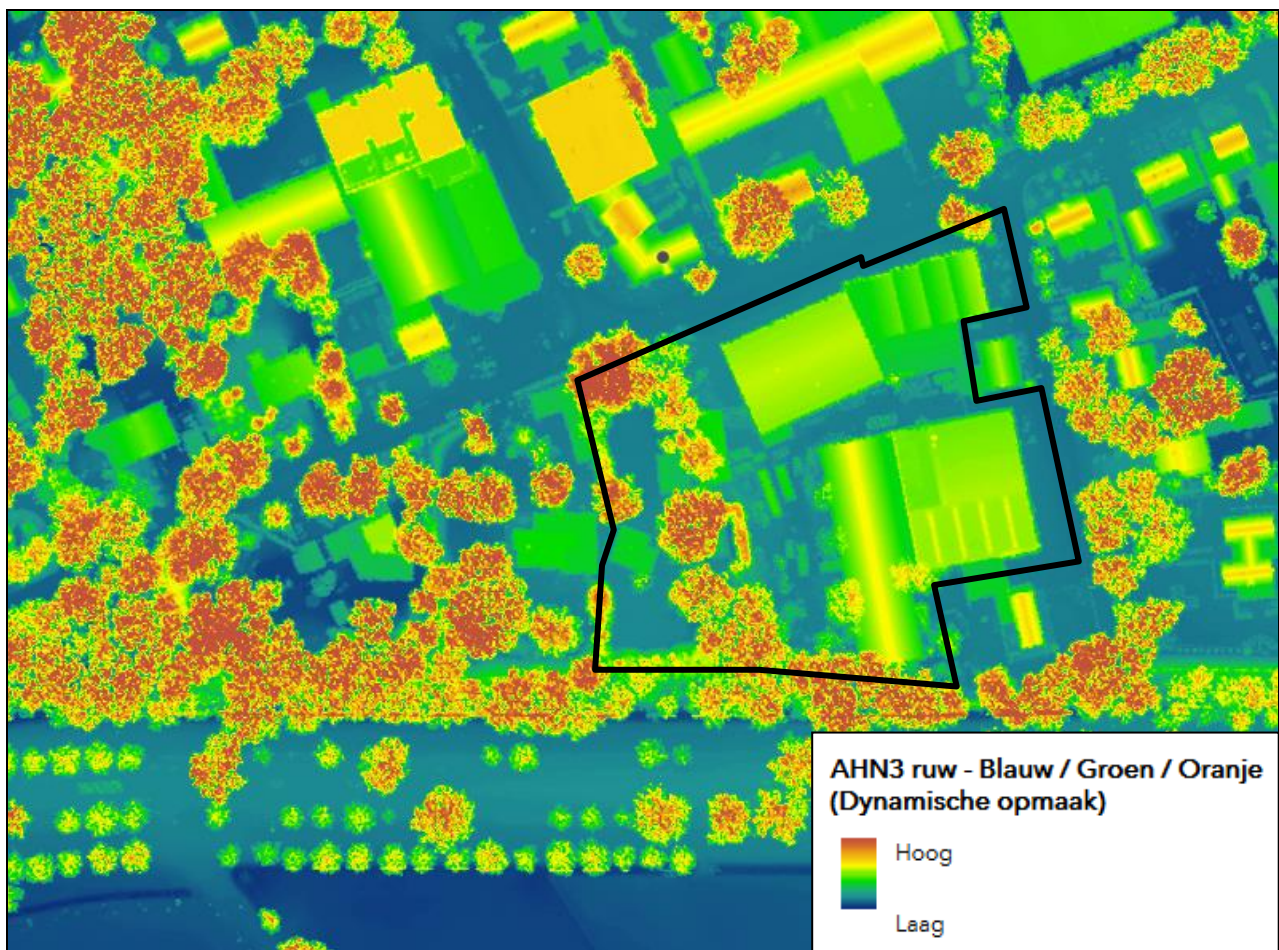 AHN3 ruw - Blauw / Groen / Oranje
(Dynamische opmaak)
Hoog
Laag